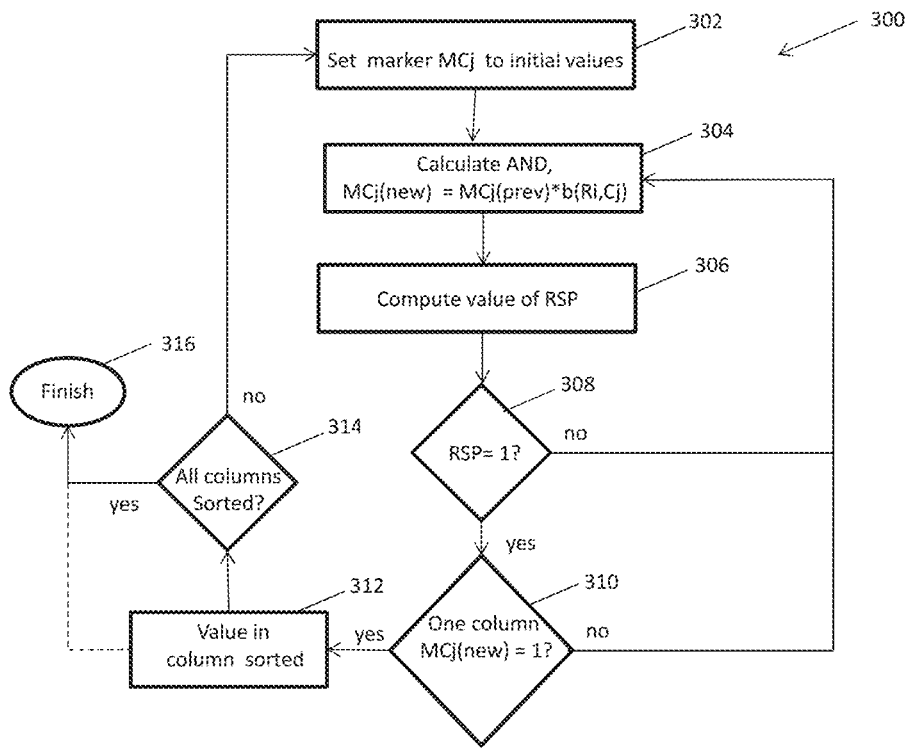 302
300
Set marker MCj to initial values
304
Calculate AND,
MCj(new) = MCj(prev)*b(Ri,Cj)
306
Compute value of RSP
316
Finish
no
308
314
RSP= 1?
no
All columns
Sorted?
yes
yes
310
312
One column
MCj(new) = 1?
no
yes
Value in
column sorted